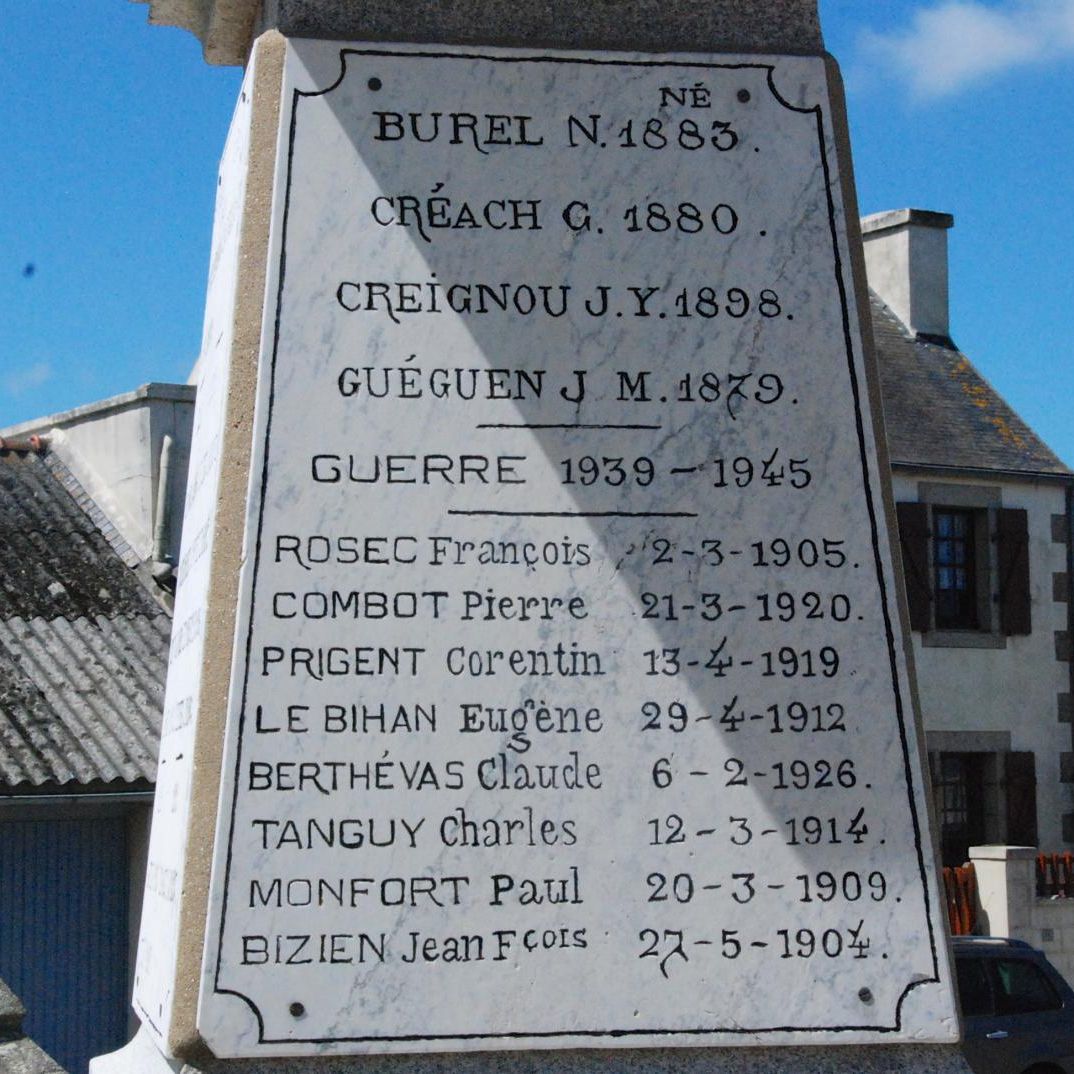 NÉ
BUREL N. 1883.
CRÉACH G. 1880.
CREIGNOU J.Y. 1898.
GUÉGUEN J M. 1879.
GUERRE 1939 - 1945
ROSEC François 2-3-1905.
COMBOT Pierre 21-3-1920.
PRIGENT Corentin 13-4-1919.
LE BIHAN Eugène 29-4-1912
BERTHÉVAS Claude 6-2-1926.
TANGUY Charles 12-3-1914.
MONFORT Paul 20-3-1909.
BIZIEN Jean Fçois 27-5-1904.